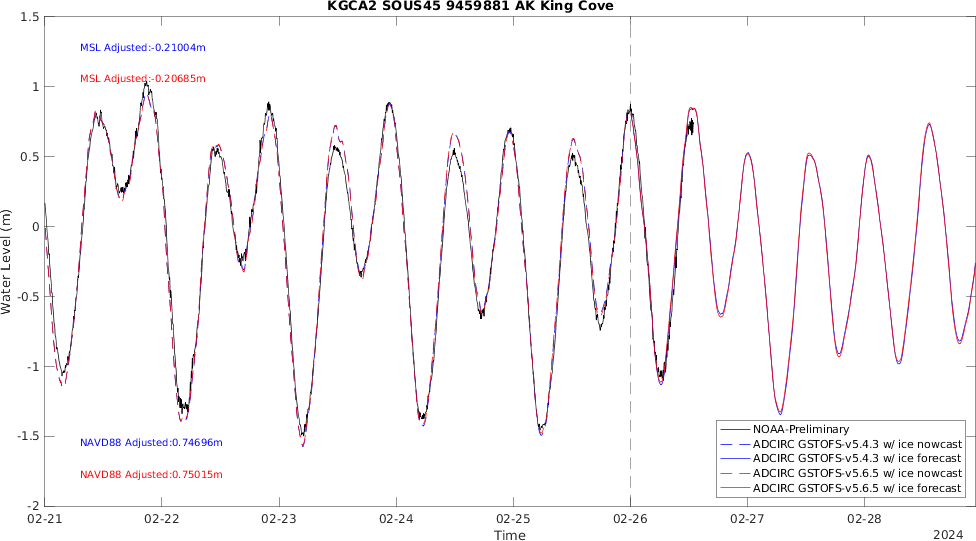 KGCA2 SOUS45 9459881 AK King Cove
1.5
MSL Adjusted:-0.21004m
1
MSL Adjusted:-0.20685m
0.5
0
Water Level (m)
-0.5
-1
-1.5
NAVD88 Adjusted:0.74696m
NAVD88 Adjusted:0.75015m
-2
NOAA-Preliminary
ADCIRC GSTOFS-v5.4.3 w/ ice nowcast
ADCIRC GSTOFS-v5.4.3 w/ ice forecast
ADCIRC GSTOFS-v5.6.5 w/ ice nowcast
ADCIRC GSTOFS-v5.6.5 w/ ice forecast
02-21 02-22 02-23 02-24 02-25 02-26 02-27 02-28
Time
2024